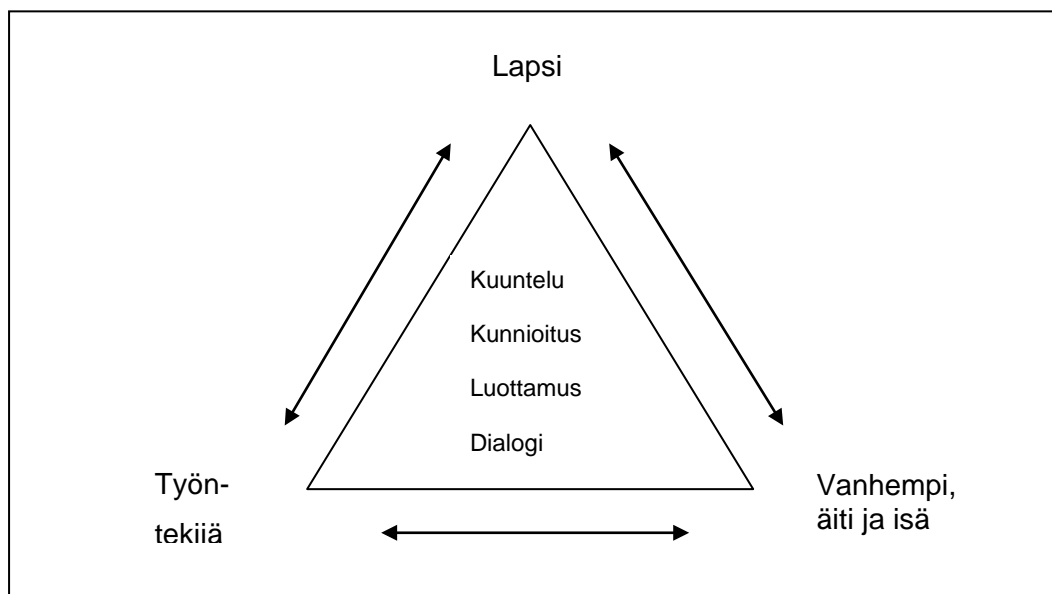 Lapsi
Kuuntelu
Kunnioitus
Luottamus
Dialogi
Työn-
tekijä
Vanhempi,
äiti ja isä